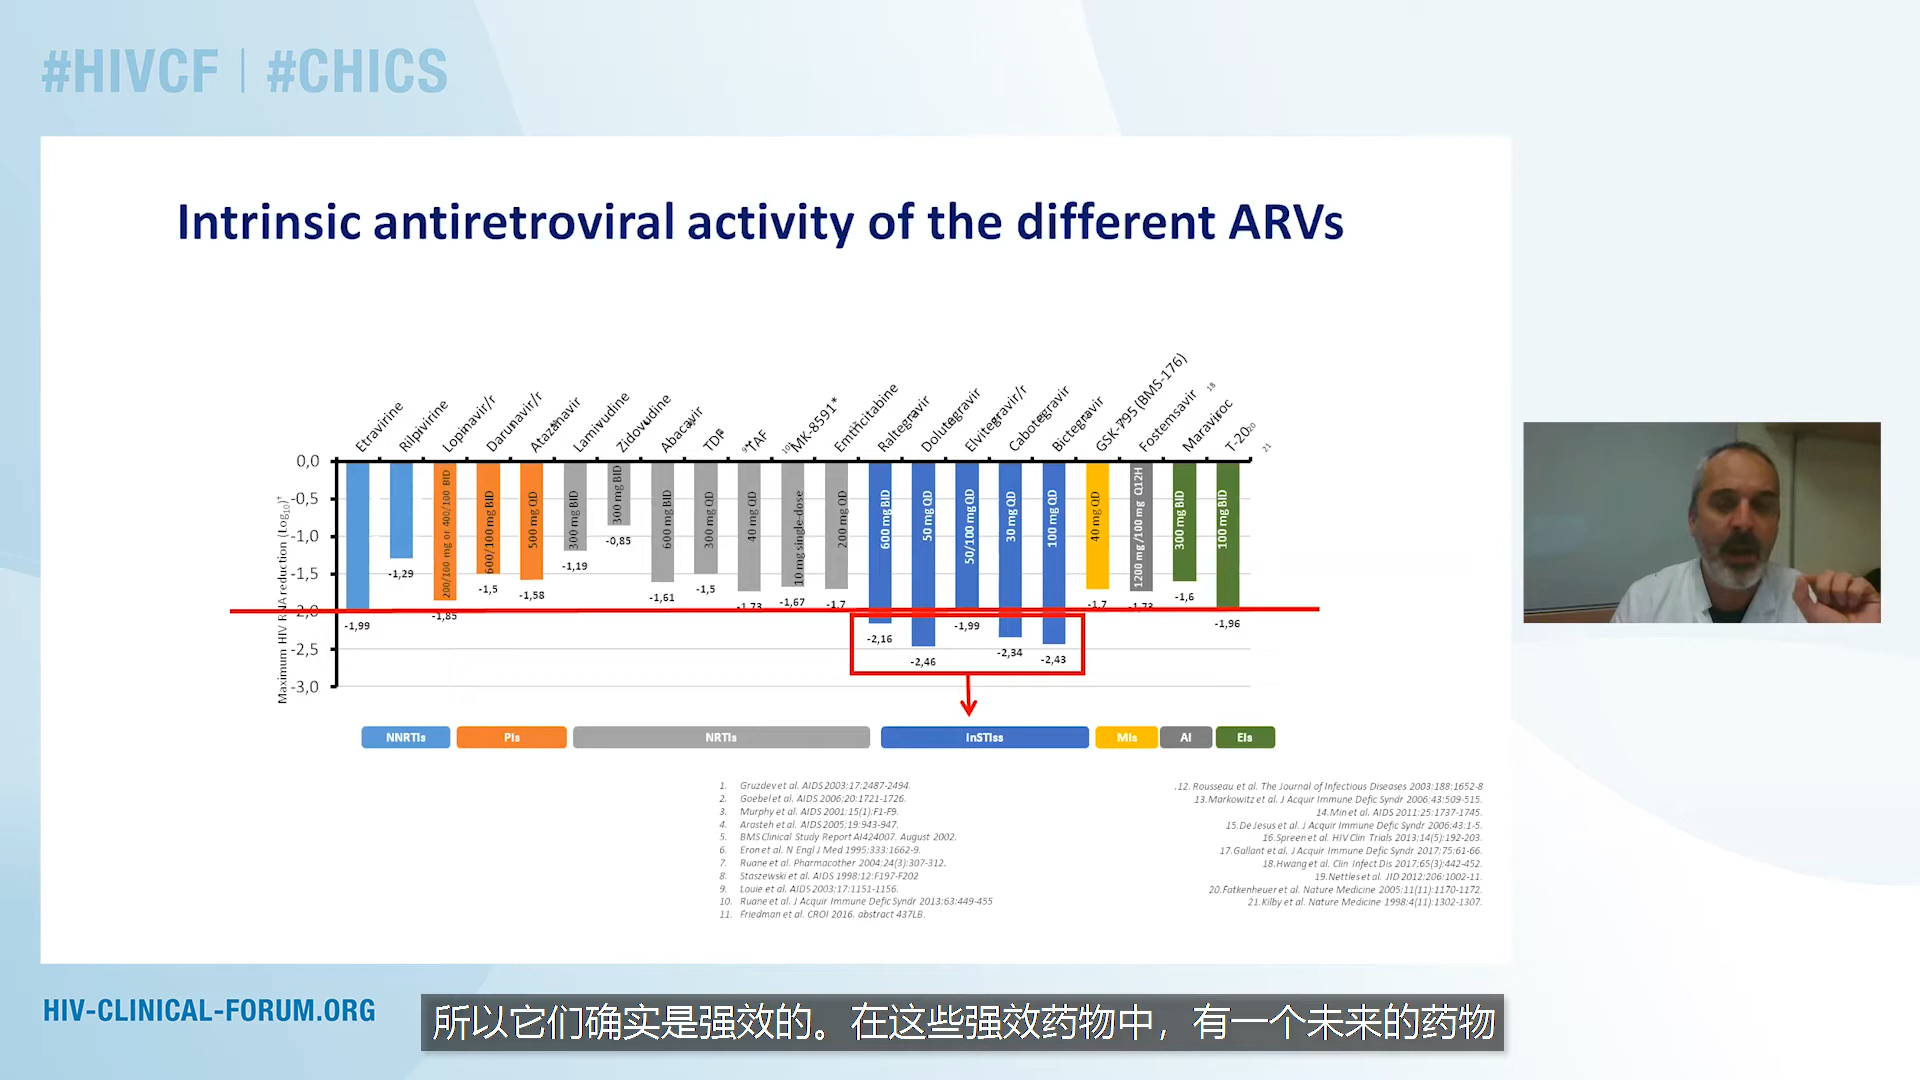 #HIVCF | #CHICS
Intrinsic antiretroviral activity of the different ARVs
Etravirine
Rilpivirine
Lopinavir/r
Darunavir/r
Atazanavir
Lamivudine
Zidovudine
Abacavir
TDF
TAF
MK-8591*
Emtricitabine
Raltegravir
Dolutegravir
Elvitegravir/r
Cabotegravir
Bictegravir
GSK-795 (BMS-176)
Fostemsavir
18
Maraviroc
T-20
20
21
Maximum HIV RNA reduction (Log10)†
0,0
-0,5
-1,0
-1,5
-2,0
-2,5
-3,0
200/100 mg or 400/100 BID
600/100 mg BID
500 mg QD
300 mg BID
300 mg BID
600 mg BID
300 mg QD
40 mg QD
10 mg single-dose
200 mg QD
600 mg BID
50 mg QD
50/100 mg QD
30 mg QD
100 mg QD
40 mg QD
1200 mg /100 mg Q12H
300 mg BID
100 mg BID
-1,99
-1,29
-1,85
-1,5
-1,58
-1,19
-0,85
-1,61
-1,5
-1,73
-1,67
-1,7
-2,16
-2,46
-1,99
-2,34
-2,43
-1,7
-1,73
-1,6
-1,96
NNRTIs
PIs
NRTIs
InSTIss
MIs
AI
EIs
1. Gruzdev et al. AIDS 2003;17:2487-2494.
2. Goebel et al. AIDS 2006;20:1721-1726.
3. Murphy et al. AIDS 2001:15(1):F1-F9.
4. Arasteh et al. AIDS 2005;19:943-947.
5. BMS Clinical Study Report AI424007. August 2002.
6. Eron et al. N Engl J Med 1995;333:1662-9.
7. Ruane et al. Pharmacother 2004:24(3):307-312.
8. Staszewski et al. AIDS 1998:12:F197-F202
9. Louie et al. AIDS 2003;17:1151-1156.
10. Ruane et al. J Acquir Immune Defic Syndr 2013;63:449-455
11. Friedman et al. CROI 2016. abstract 437LB.
.12. Rousseau et al. The Journal of Infectious Diseases 2003:188:1652-8
13.Markowitz et al. J Acquir Immune Defic Syndr 2006;43:509-515.
14.Min et al. AIDS 2011:25:1737-1745.
15.De Jesus et al. J Acquir Immune Defic Syndr 2006:43:1-5.
16.Spreen et al. HIV Clin Trials 2013:14(5):192-203.
17.Gallant et al. J Acquir Immune Defic Syndr 2017;75:61-66.
18.Hwang et al. Clin Infect Dis 2017;65(3):442-452.
19.Nettles et al. JID 2012;206:1002-11.
20.Fatkenheuer et al. Nature Medicine 2005:11(11):1170-1172.
21.Kilby et al. Nature Medicine 1998:4(11):1302-1307.
HIV-CLINICAL-FORUM.ORG
所以它们确实是强效的。在这些强效药物中，有一个未来的药物